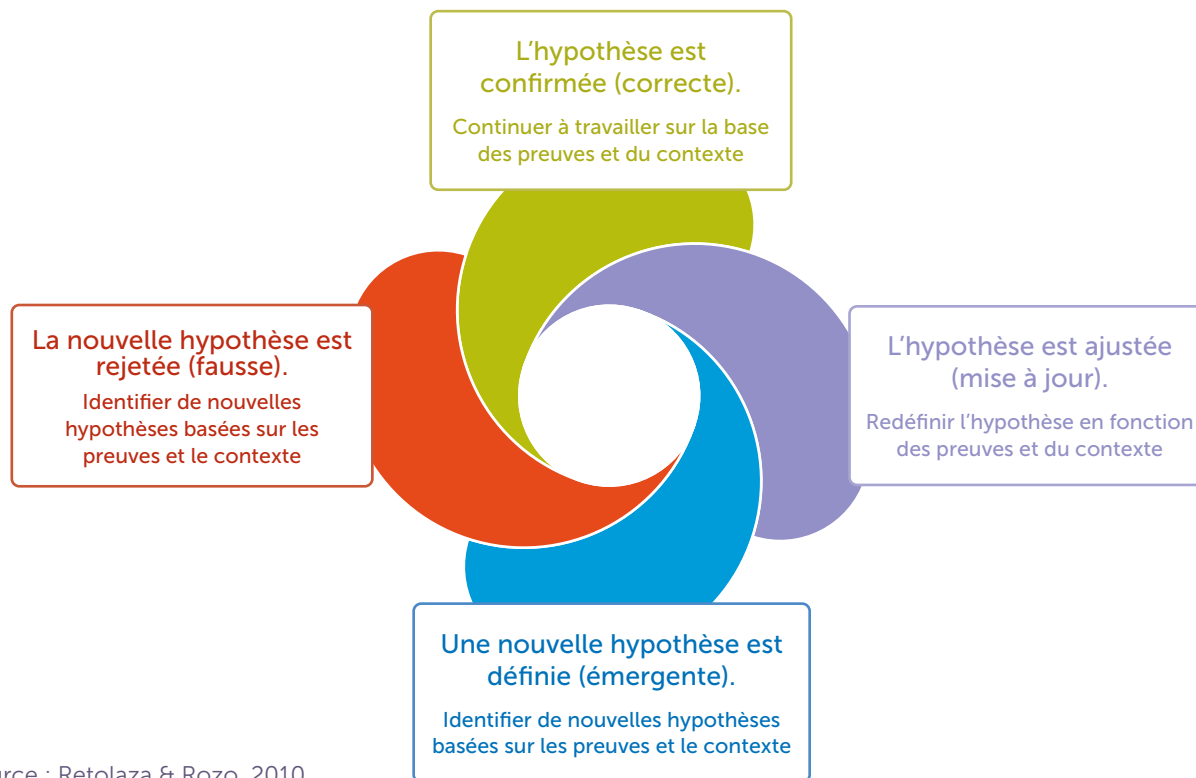 L’hypothèse est
confirmée (correcte).
Continuer à travailler sur la base
des preuves et du contexte
La nouvelle hypothèse est
rejetée (fausse).
Identifier de nouvelles
hypothèses basées sur les
preuves et le contexte
L’hypothèse est ajustée
(mise à jour).
Redéfinir l’hypothèse en fonction
des preuves et du contexte
Une nouvelle hypothèse est
définie (émergente).
Identifier de nouvelles hypothèses
basées sur les preuves et le contexte
urce : Retolaza & Rozo, 2010